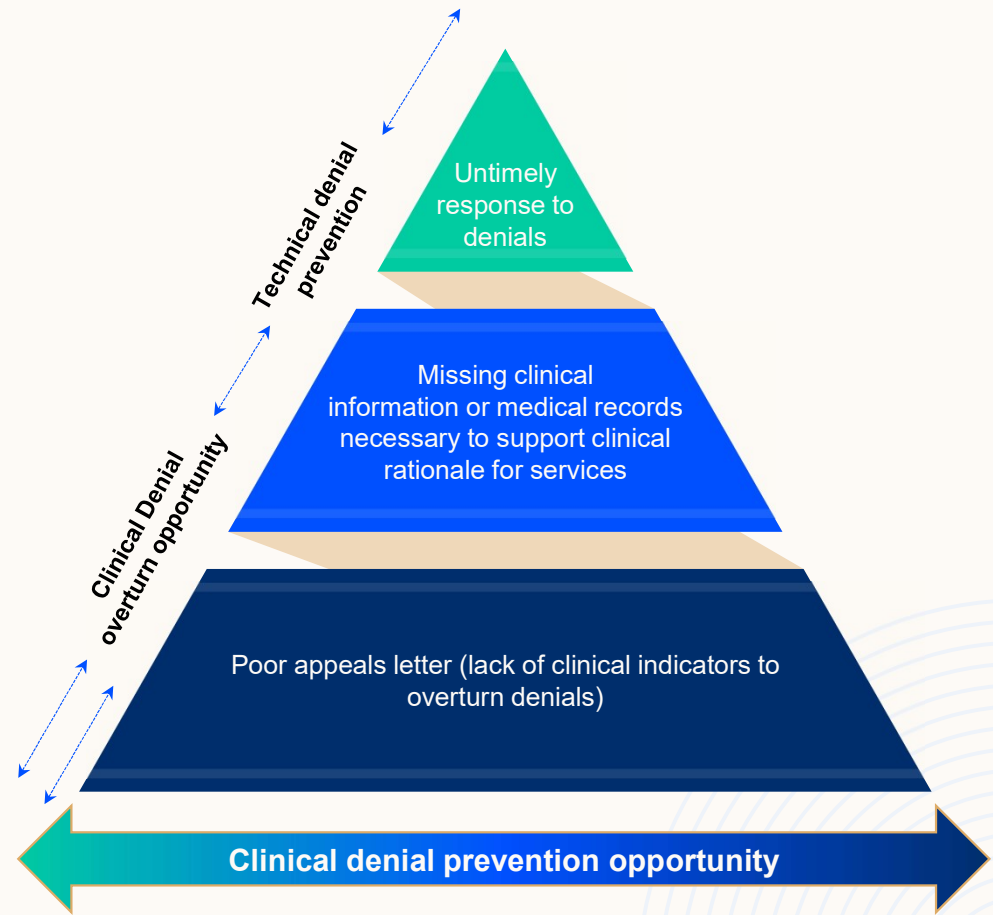 Untimely
response to
denials
Technical denial
prevention
Missing clinical
information or medical records
necessary to support clinical
rationale for services
Clinical Denial
overturn opportunity
Poor appeals letter (lack of clinical indicators to
overturn denials)
Clinical denial prevention opportunity